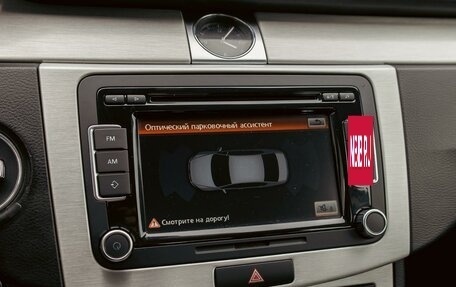 Оптический парковочный ассистент
FM
AM
Смотрите на дорогу!